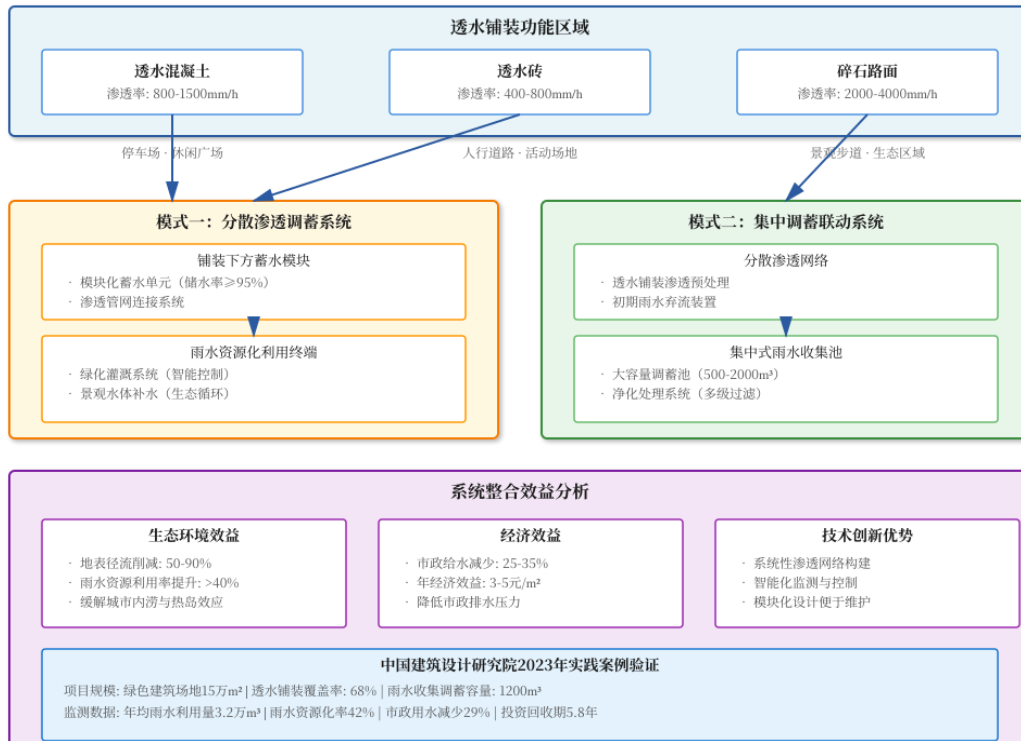 透水铺装功能区域
透水混凝土
渗透率: 800-1500mm/h
透水砖
渗透率: 400-800mm/h
碎石路面
渗透率: 2000-4000mm/h
停车场 · 休闲广场
人行道路 · 活动场地
景观步道 · 生态区域
模式一：分散渗透调蓄系统
铺装下方蓄水模块
· 模块化蓄水单元（储水率≥95%）
· 渗透管网连接系统
雨水资源化利用终端
· 绿化灌溉系统（智能控制）
· 景观水体补水（生态循环）
模式二：集中调蓄联动系统
分散渗透网络
· 透水铺装渗透预处理
· 初期雨水弃流装置
集中式雨水收集池
· 大容量调蓄池（500-2000m³）
· 净化处理系统（多级过滤）
系统整合效益分析
生态环境效益
· 地表径流削减: 50-90%
· 雨水资源利用率提升: >40%
· 缓解城市内涝与热岛效应
经济效益
· 市政给水减少: 25-35%
· 年经济效益: 3-5元/m²
· 降低市政排水压力
技术创新优势
· 系统性渗透网络构建
· 智能化监测与控制
· 模块化设计便于维护
中国建筑设计研究院2023年实践案例验证
项目规模: 绿色建筑场地15万m² | 透水铺装覆盖率: 68% | 雨水收集调蓄容量: 1200m³
监测数据: 年均雨水利用量3.2万m³ | 雨水资源化率42% | 市政用水减少29% | 投资回收期5.8年